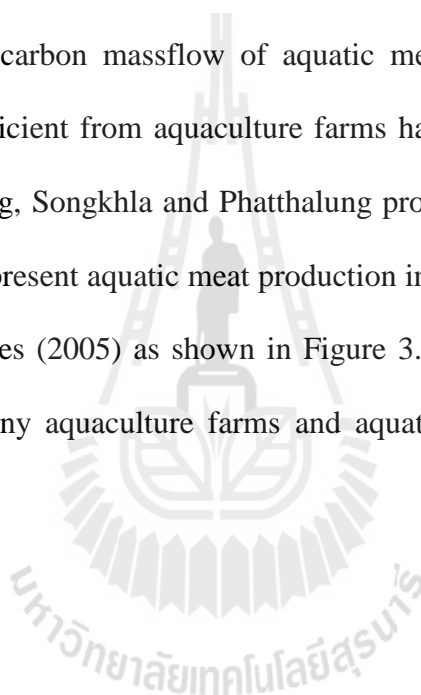 carbon massflow of aquatic me
icient from aquaculture farms ha
g, Songkhla and Phatthalung pro
present aquatic meat production in
es (2005) as shown in Figure 3.
ny aquaculture farms and aquat
มหาวิทยาลัยเทคโนโลยีสุรนารี